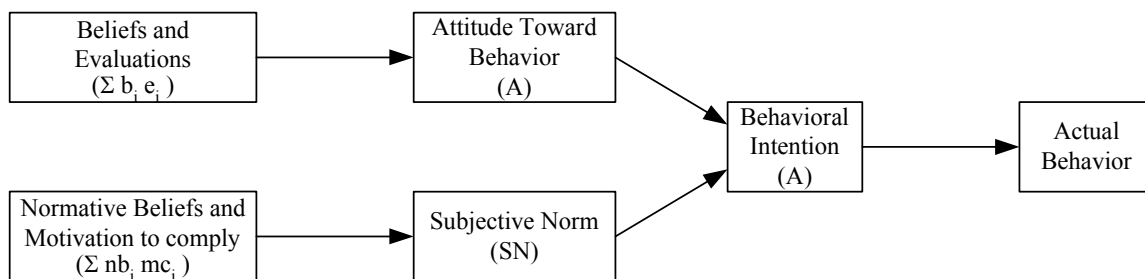 Beliefs and
Evaluations
(Σ bᵢ eᵢ )
Attitude Toward
Behavior
(A)
Behavioral
Intention
(A)
Actual
Behavior
Normative Beliefs and
Motivation to comply
(Σ nbᵢ mcᵢ)
Subjective Norm
(SN)